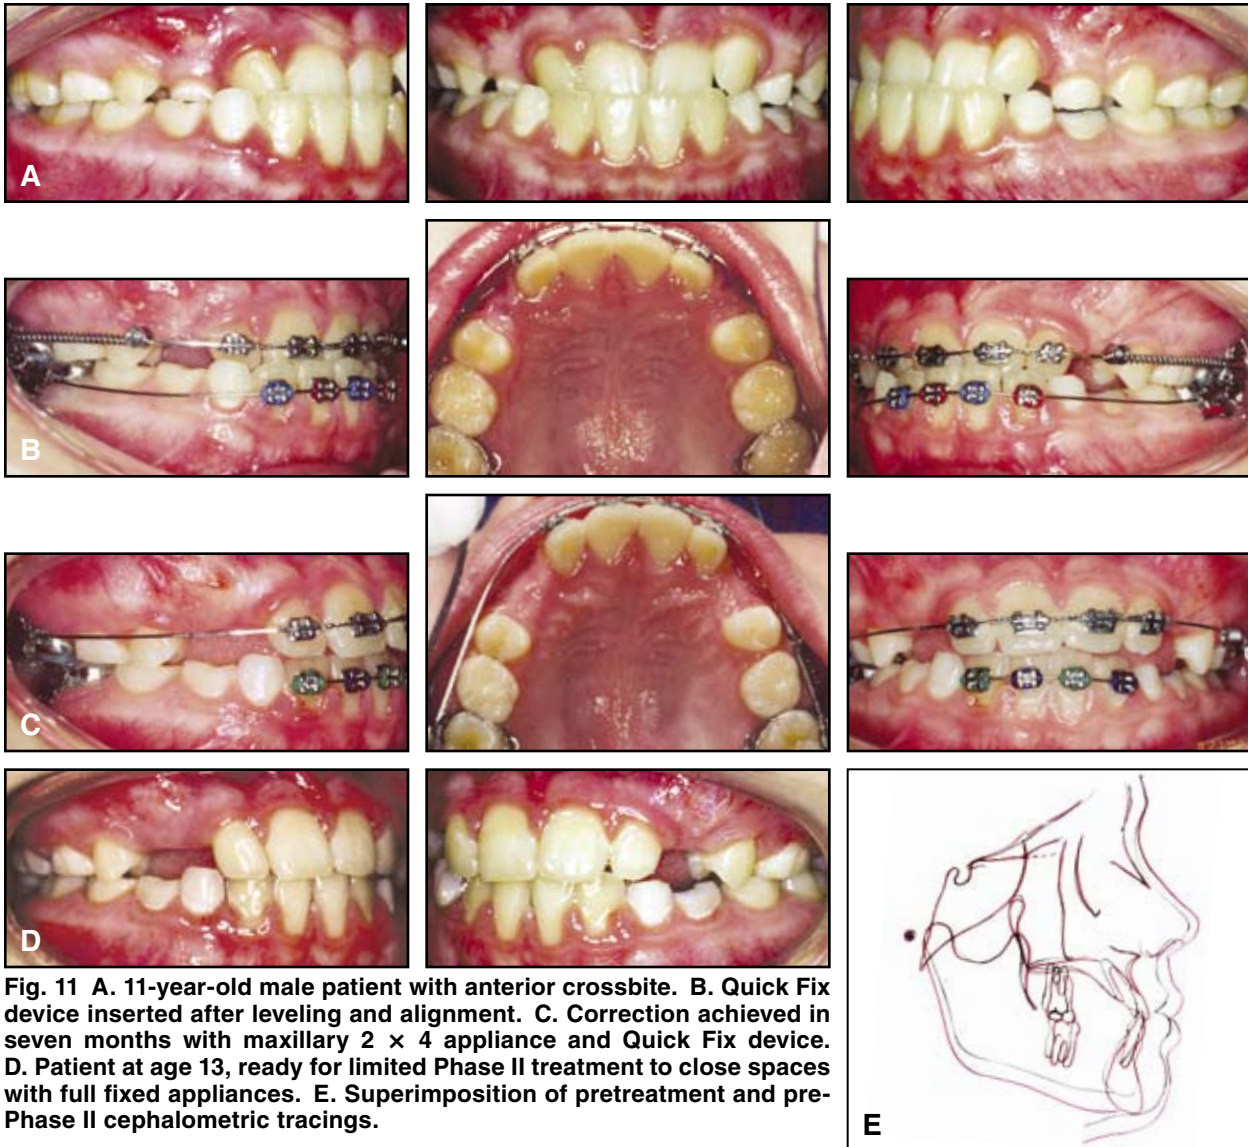 A
B
C
D
Fig. 11 A. 11-year-old male patient with anterior crossbite. B. Quick Fix
device inserted after leveling and alignment. C. Correction achieved in
seven months with maxillary 2 × 4 appliance and Quick Fix device.
D. Patient at age 13, ready for limited Phase II treatment to close spaces
with full fixed appliances. E. Superimposition of pretreatment and pre-
Phase II cephalometric tracings.
E